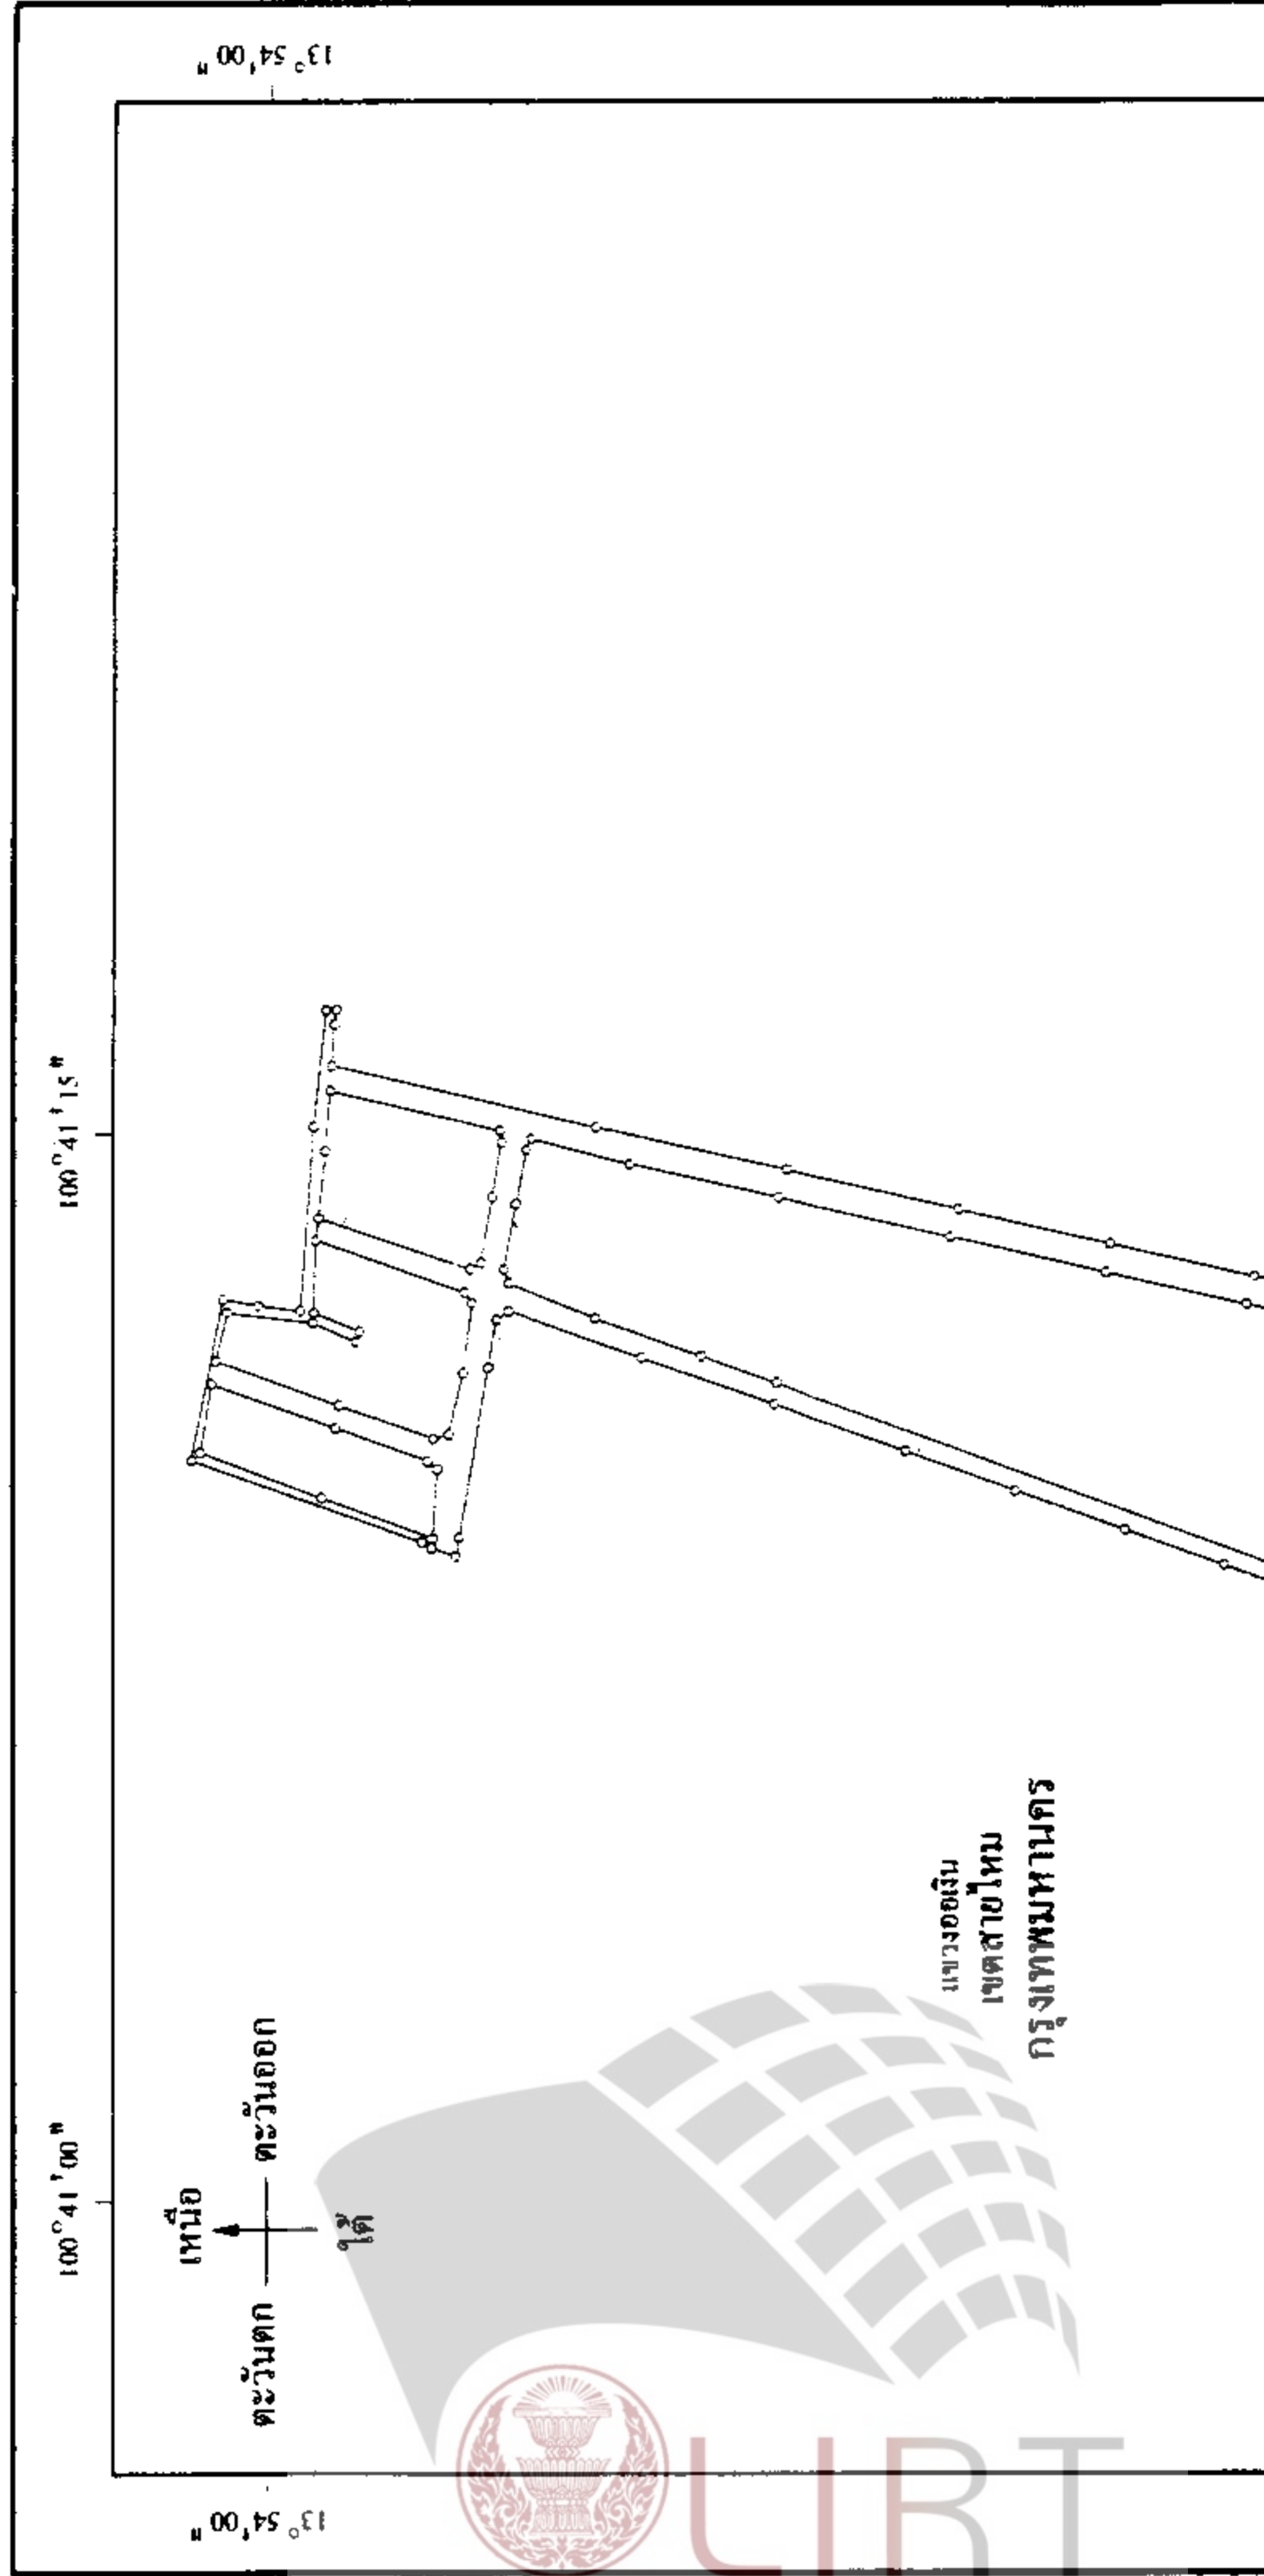 13° 54' 00"
100° 41' 15"
100° 41' 00"
เหนือ
ตะวันตก
ตะวันออก
ใต้
แขวงออเงิน
เขตสายไหม
กรุงเทพมหานคร
13° 54' 00"
LIRT